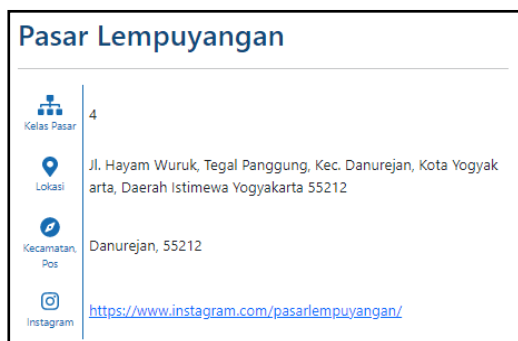 Pasar Lempuyangan
Kelas Pasar
4
Lokasi
Jl. Hayam Wuruk, Tegal Panggung, Kec. Danurejan, Kota Yogyak
arta, Daerah Istimewa Yogyakarta 55212
Kecamatan,
Pos
Danurejan, 55212
Instagram
https://www.instagram.com/pasarlempuyangan/